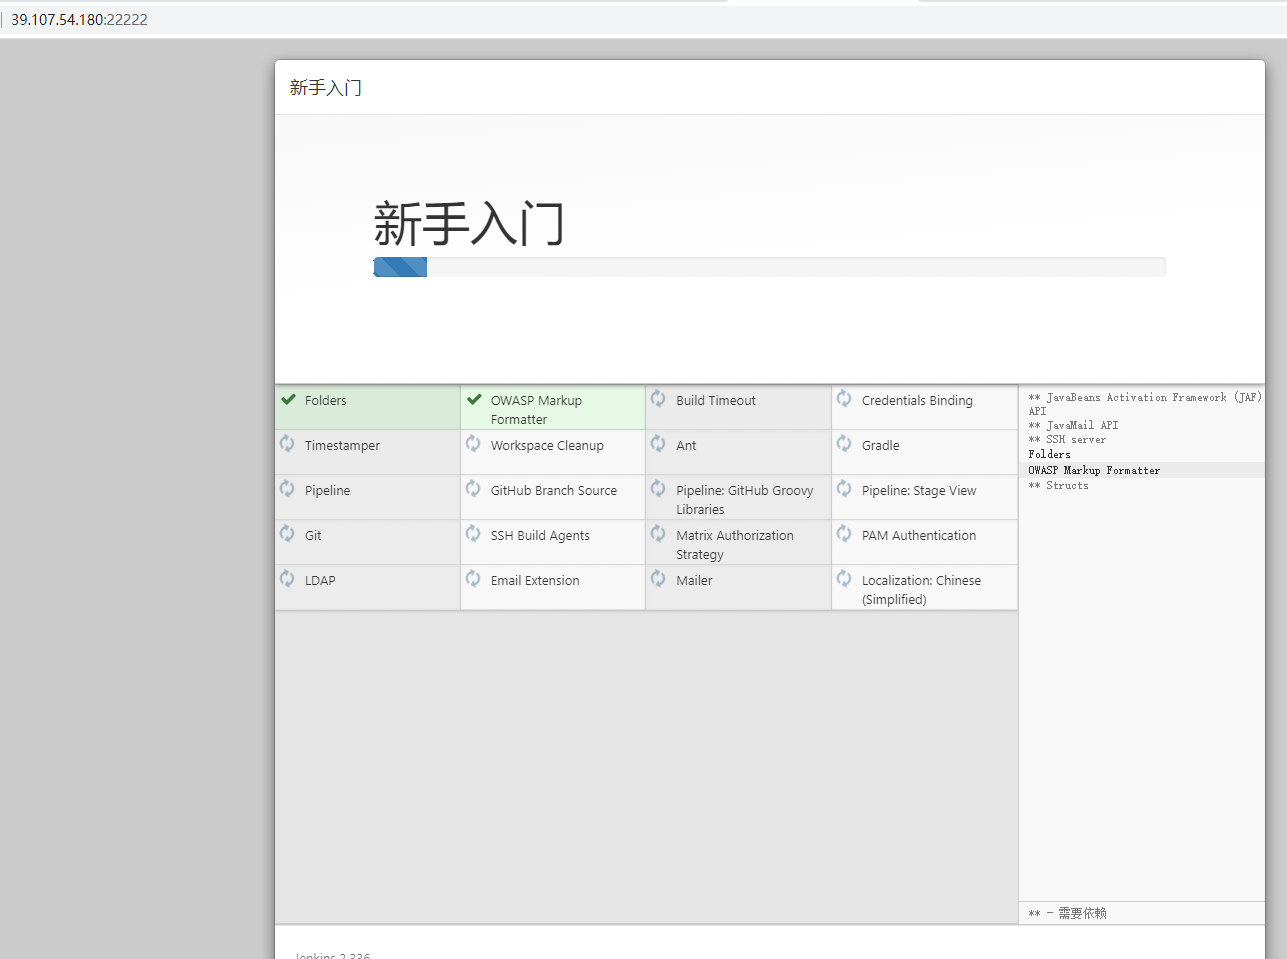 39.107.54.180:22222
新手入门
新手入门
Folders
OWASP Markup
Formatter
Build Timeout
Credentials Binding
Timestamper
Workspace Cleanup
Ant
Gradle
Pipeline
GitHub Branch Source
Pipeline: GitHub Groovy
Libraries
Pipeline: Stage View
Git
SSH Build Agents
Matrix Authorization
Strategy
PAM Authentication
LDAP
Email Extension
Mailer
Localization: Chinese
(Simplified)
** JavaBeans Activation Framework (JAF)
API
** JavaMail API
** SSH server
Folders
OWASP Markup Formatter
** Structs
** - 需要依赖
Jenkins 2.336